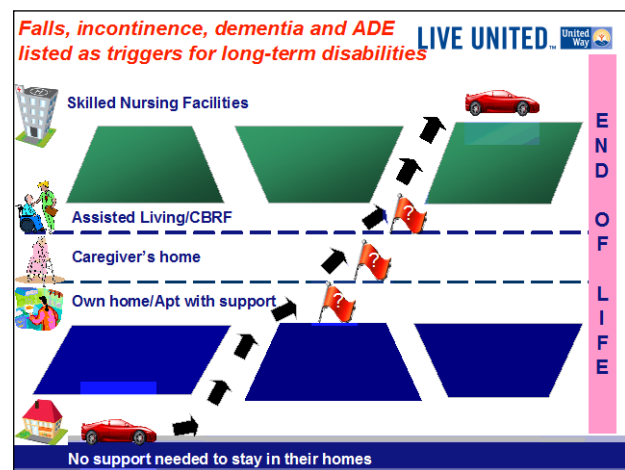 Falls, incontinence, dementia and ADE
listed as triggers for long-term disabilities
LIVE UNITED™
United
Way
Skilled Nursing Facilities
Assisted Living/CBRF
?
Caregiver's home
?
Own home/Apt with support
?
No support needed to stay in their homes
END OF LIFE
H